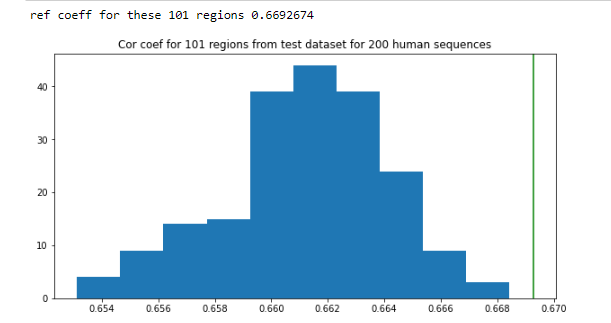 ref coeff for these 101 regions 0.6692674
Cor coef for 101 regions from test dataset for 200 human sequences
40
30
20
10
0
0.654 0.656 0.658 0.660 0.662 0.664 0.666 0.668 0.670